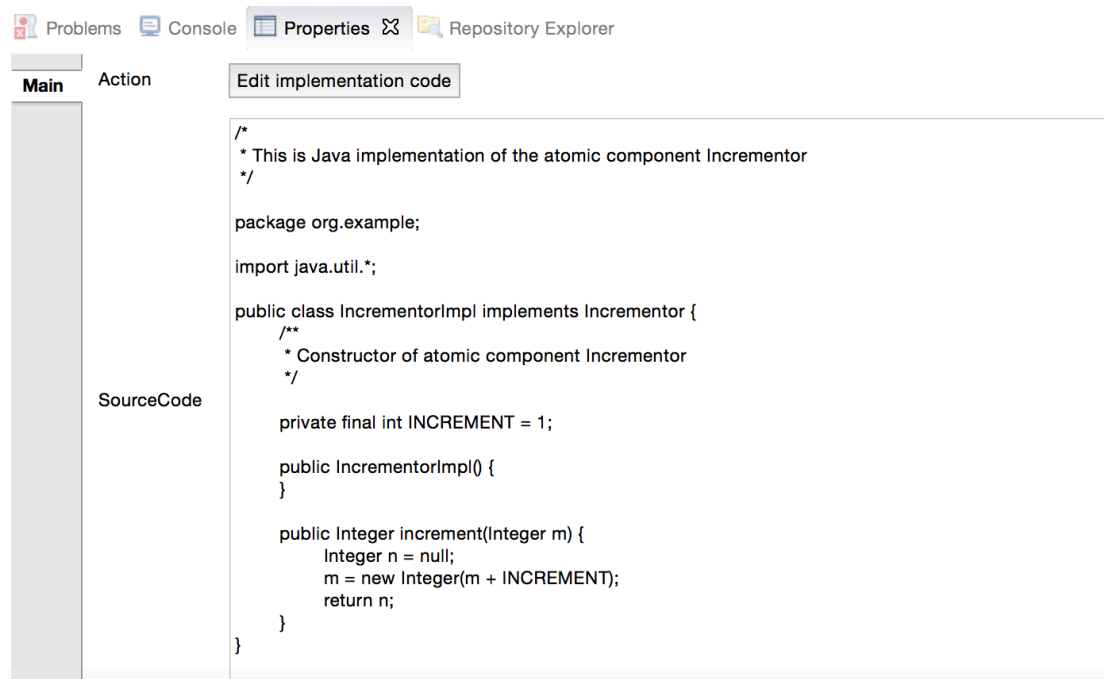 Problems Console Properties Repository Explorer
Main
Action
Edit implementation code
SourceCode
/*
* This is Java implementation of the atomic component Incrementor
*/
package org.example;
import java.util.*;
public class IncrementorImpl implements Incrementor {
/**
* Constructor of atomic component Incrementor
*/
private final int INCREMENT = 1;
public IncrementorImpl() {
}
public Integer increment(Integer m) {
Integer n = null;
m = new Integer(m + INCREMENT);
return n;
}
}